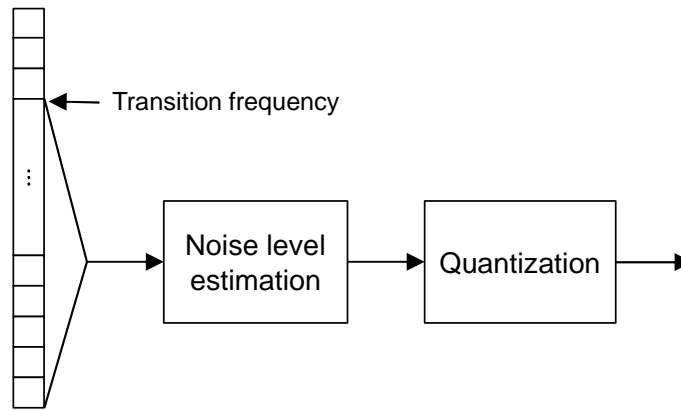 Transition frequency
...
Noise level
estimation
Quantization